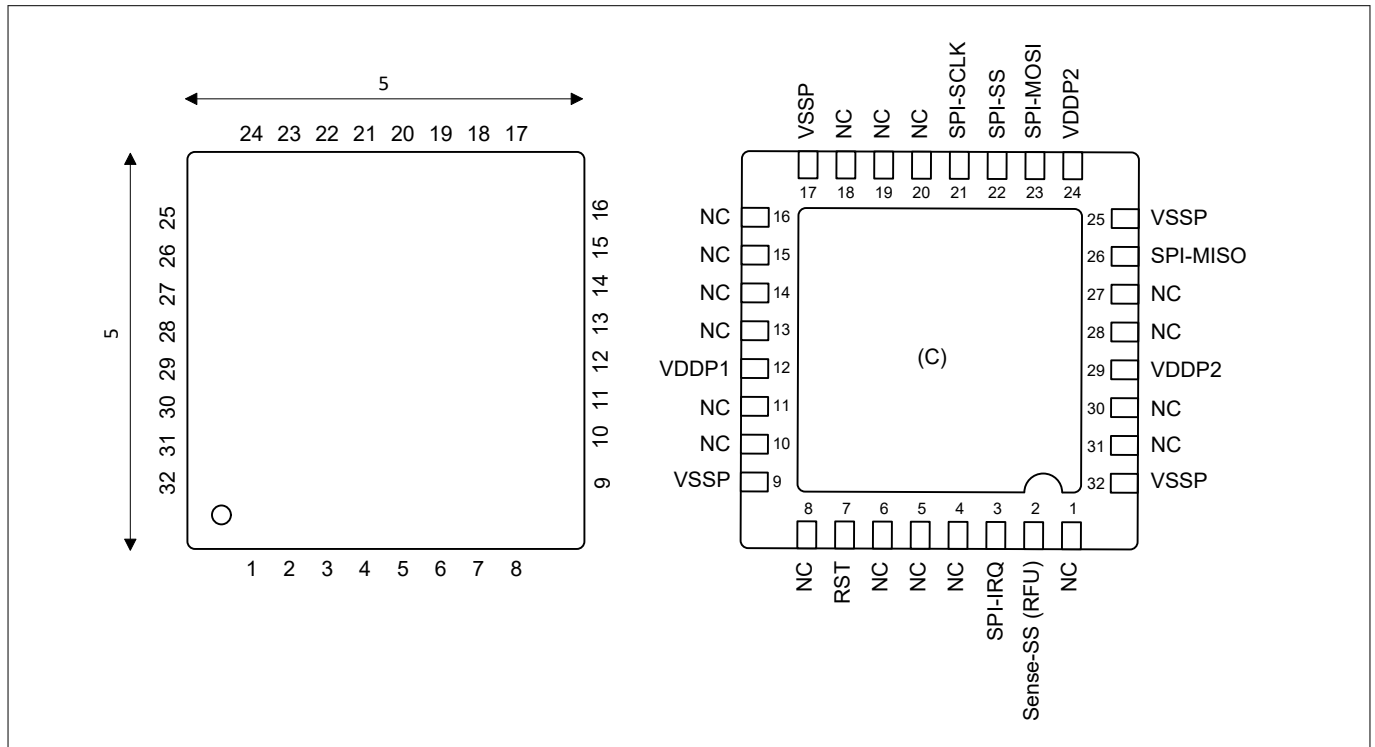 5
24 23 22 21 20 19 18 17
5
25
26
27
28
29
30
31
32
16
15
14
13
12
11
10
9
1 2 3 4 5 6 7 8
VSSP
NC
NC
NC
SPI-SCLK
SPI-SS
SPI-MOSI
VDDP2
17 18 19 20 21 22 23 24
NC 16
NC 15
NC 14
NC 13
VDDP1 12
NC 11
NC 10
VSSP 9
(C)
25 VSSP
26 SPI-MISO
27 NC
28 NC
29 VDDP2
30 NC
31 NC
32 VSSP
8 7 6 5 4 3 2 1
NC
RST
NC
NC
NC
SPI-IRQ
Sense-SS (RFU)
NC